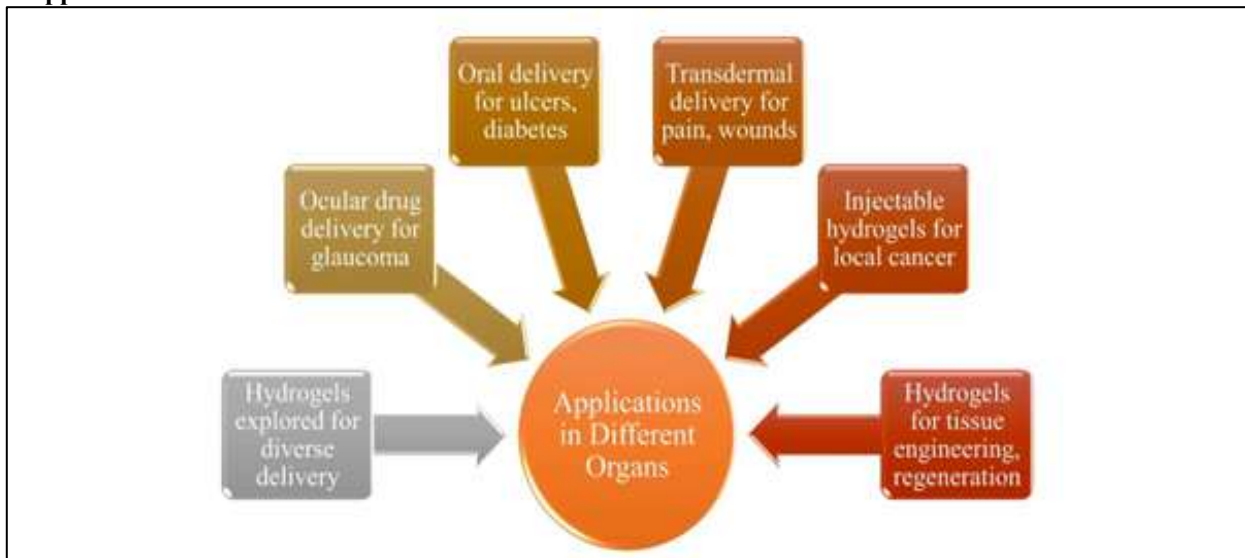 Hydrogels
explored for
diverse
delivery
Ocular drug
delivery for
glaucoma
Oral delivery
for ulcers,
diabetes
Transdermal
delivery for
pain, wounds
Injectable
hydrogels for
local cancer
Hydrogels
for tissue
engineering,
regeneration
Applications
in Different
Organs